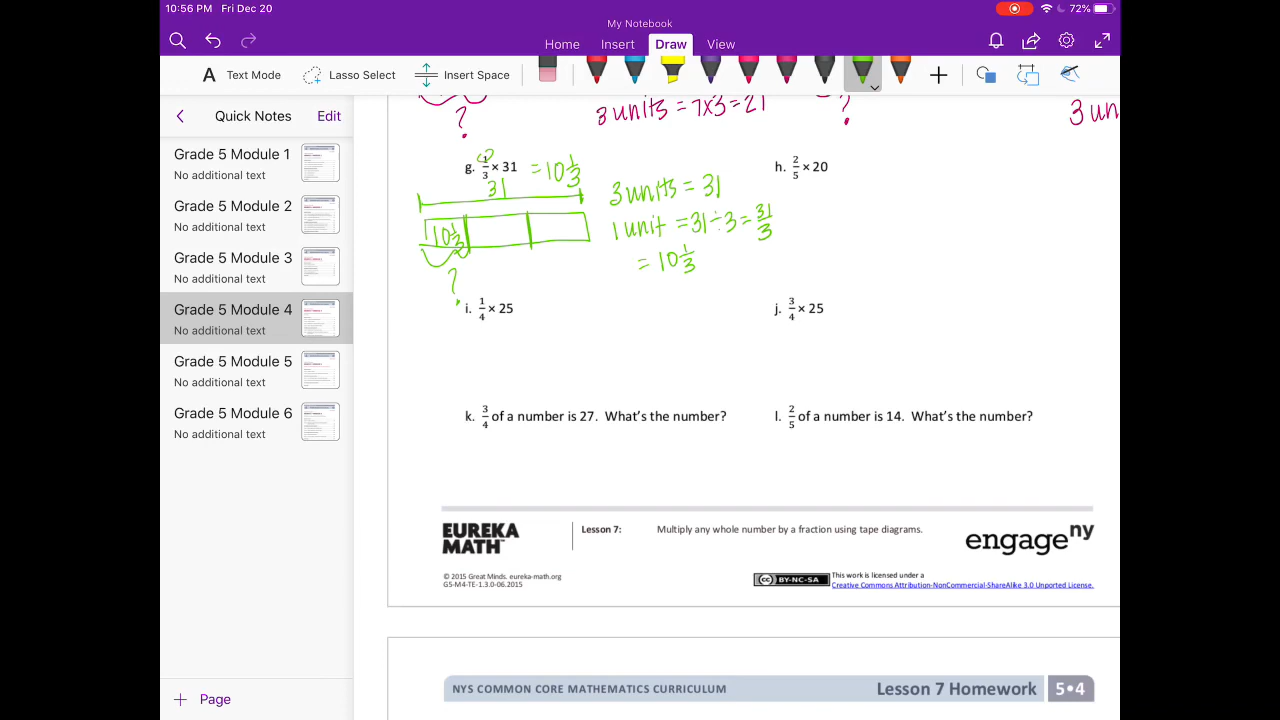 10:56 PM Fri Dec 20
72%
My Notebook
Home Insert Draw View
A Text Mode Lasso Select Insert Space
Quick Notes Edit
Grade 5 Module 1
No additional text
Grade 5 Module 2
No additional text
Grade 5 Module 3
No additional text
Grade 5 Module 4
No additional text
Grade 5 Module 5
No additional text
Grade 5 Module 6
No additional text
+ Page
?
3 units = 7x3 = 21
?
3 un
g. 1/3 × 31 = 10 1/3
31
10 1/3
?
3 units = 31
1 unit = 31 ÷ 3 = 31/3
= 10 1/3
h. 2/5 × 20
i. 1/4 × 25
j. 3/4 × 25
k. 3/4 of a number is 27. What's the number?
l. 2/5 of a number is 14. What's the number?
EUREKA
MATH™
Lesson 7: Multiply any whole number by a fraction using tape diagrams.
engage ny
© 2015 Great Minds. eureka-math.org
G5-M4-TE-1.3.0-06.2015
cc BY-NC-SA
This work is licensed under a
Creative Commons Attribution-NonCommercial-ShareAlike 3.0 Unported License.
NYS COMMON CORE MATHEMATICS CURRICULUM
Lesson 7 Homework 5•4